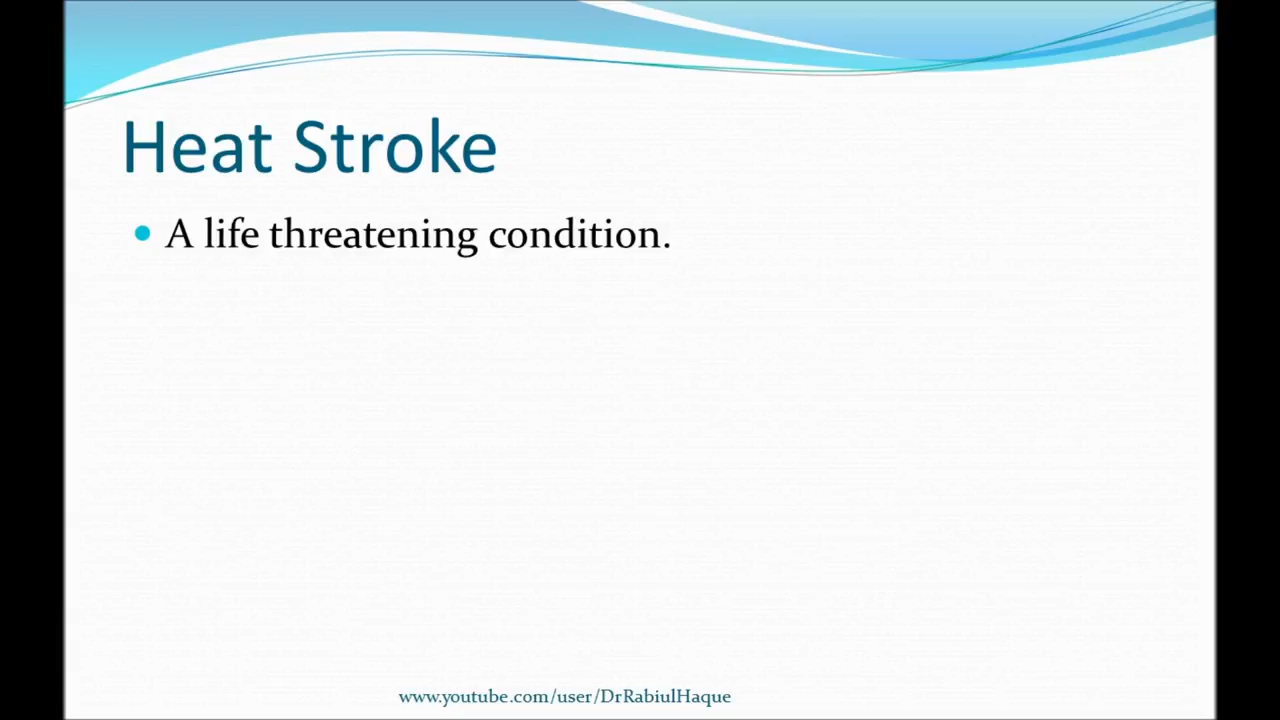 Heat Stroke
A life threatening condition.
www.youtube.com/user/DrRabiulHaque